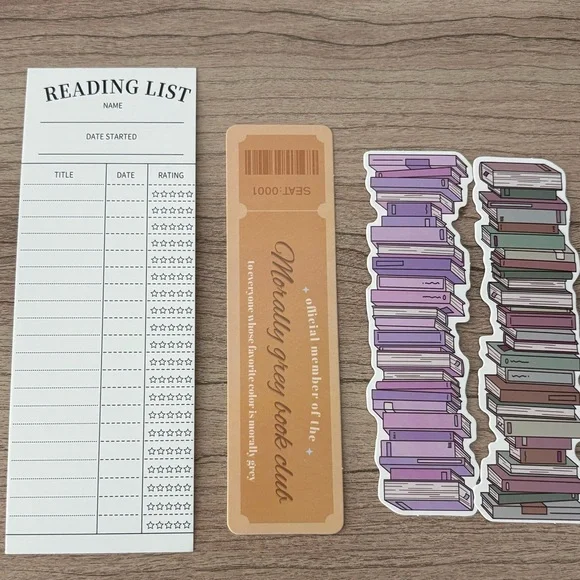 READING LIST
NAME
DATE STARTED
TITLE DATE RATING
SEAT:0001
✦ official member of the ✦
Morally grey book club
to everyone whose favorite color is morally grey